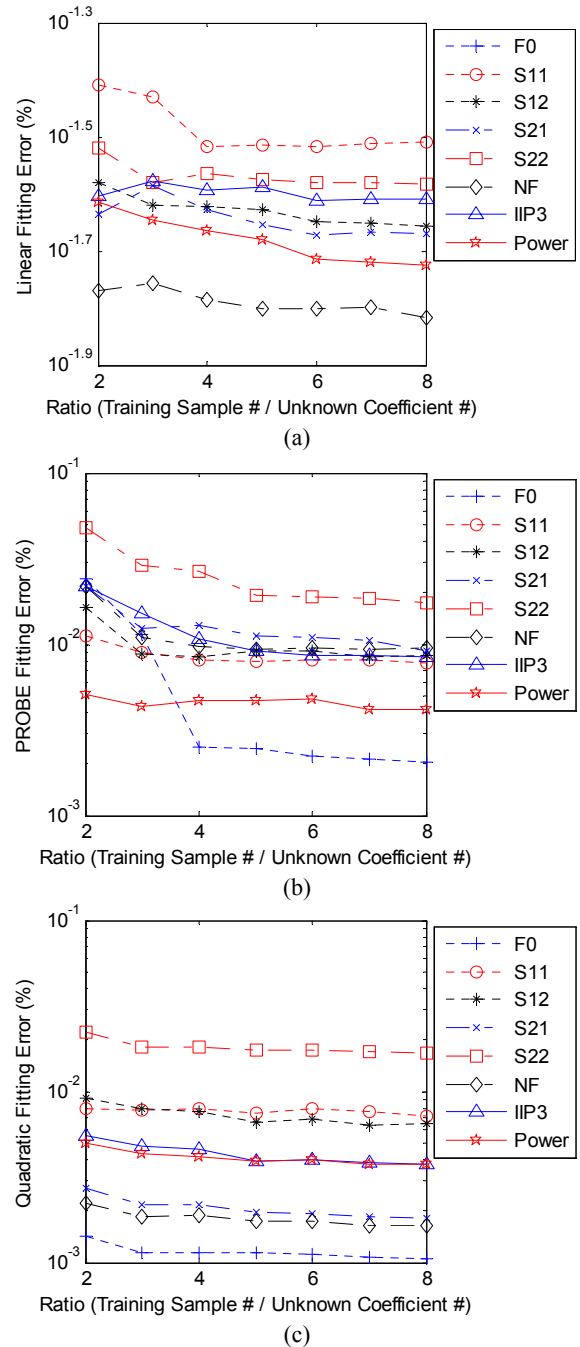 10^-1.3
10^-1.5
10^-1.7
10^-1.9
Linear Fitting Error (%)
2 4 6 8
Ratio (Training Sample # / Unknown Coefficient #)
F0
S11
S12
S21
S22
NF
IIP3
Power
(a)
10^-1
10^-2
10^-3
PROBE Fitting Error (%)
2 4 6 8
Ratio (Training Sample # / Unknown Coefficient #)
F0
S11
S12
S21
S22
NF
IIP3
Power
(b)
10^-1
10^-2
10^-3
Quadratic Fitting Error (%)
2 4 6 8
Ratio (Training Sample # / Unknown Coefficient #)
F0
S11
S12
S21
S22
NF
IIP3
Power
(c)